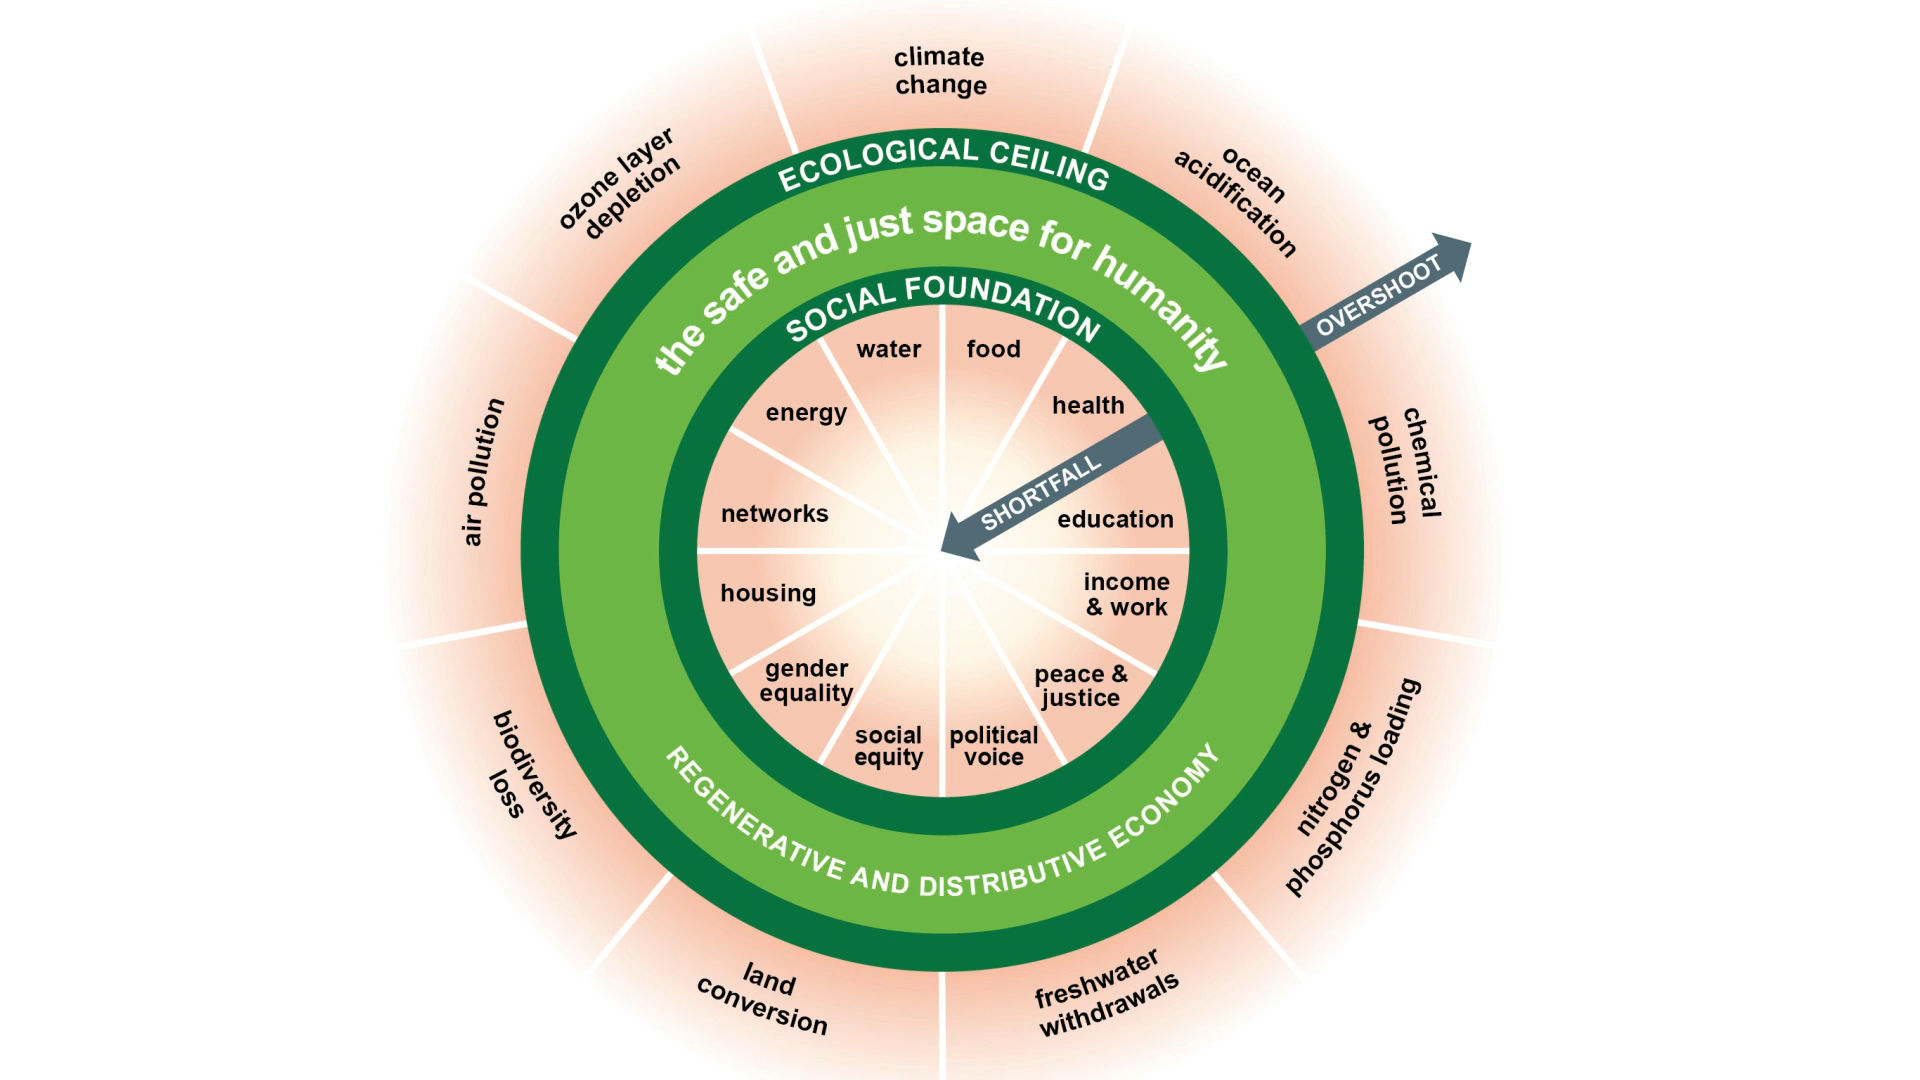 climate
change
ocean
acidification
chemical
pollution
nitrogen &
phosphorus loading
freshwater
withdrawals
land
conversion
biodiversity
loss
air pollution
ozone layer
depletion
ECOLOGICAL CEILING
the safe and just space for humanity
SOCIAL FOUNDATION
OVERSHOOT
water
food
health
SHORTFALL
education
income
& work
peace &
justice
political
voice
social
equity
gender
equality
housing
networks
energy
REGENERATIVE AND DISTRIBUTIVE ECONOMY